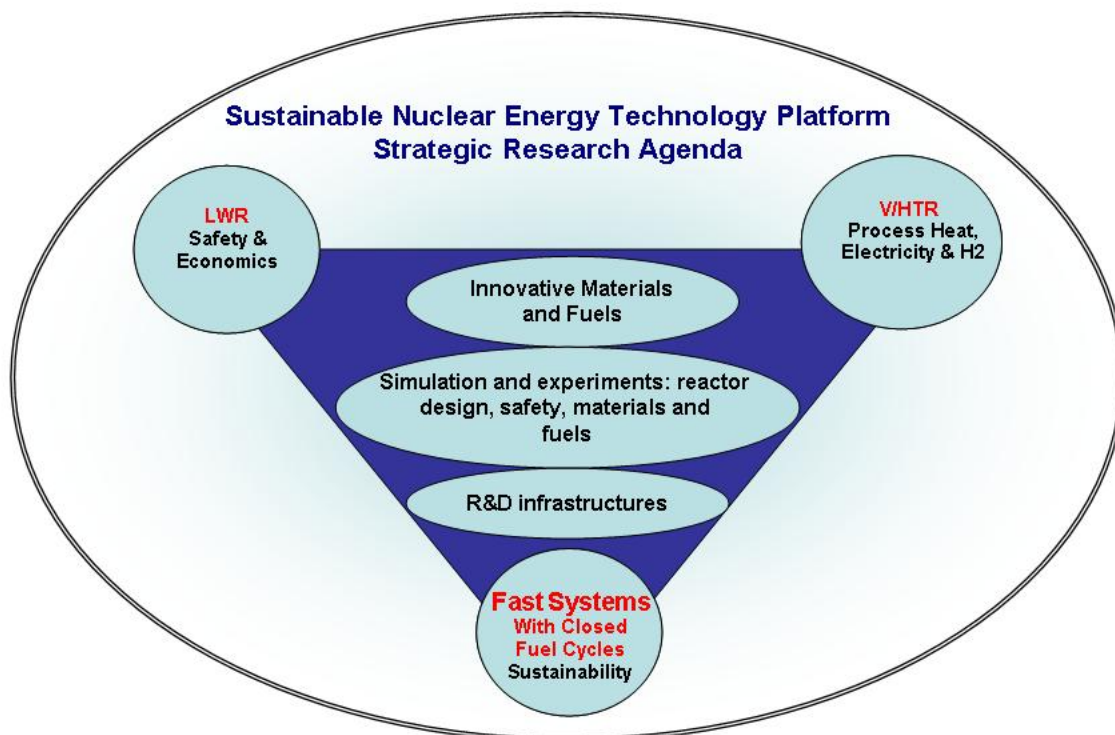 Sustainable Nuclear Energy Technology Platform
Strategic Research Agenda
LWR
Safety &
Economics
V/HTR
Process Heat,
Electricity & H2
Innovative Materials
and Fuels
Simulation and experiments: reactor
design, safety, materials and
fuels
R&D infrastructures
Fast Systems
With Closed
Fuel Cycles
Sustainability